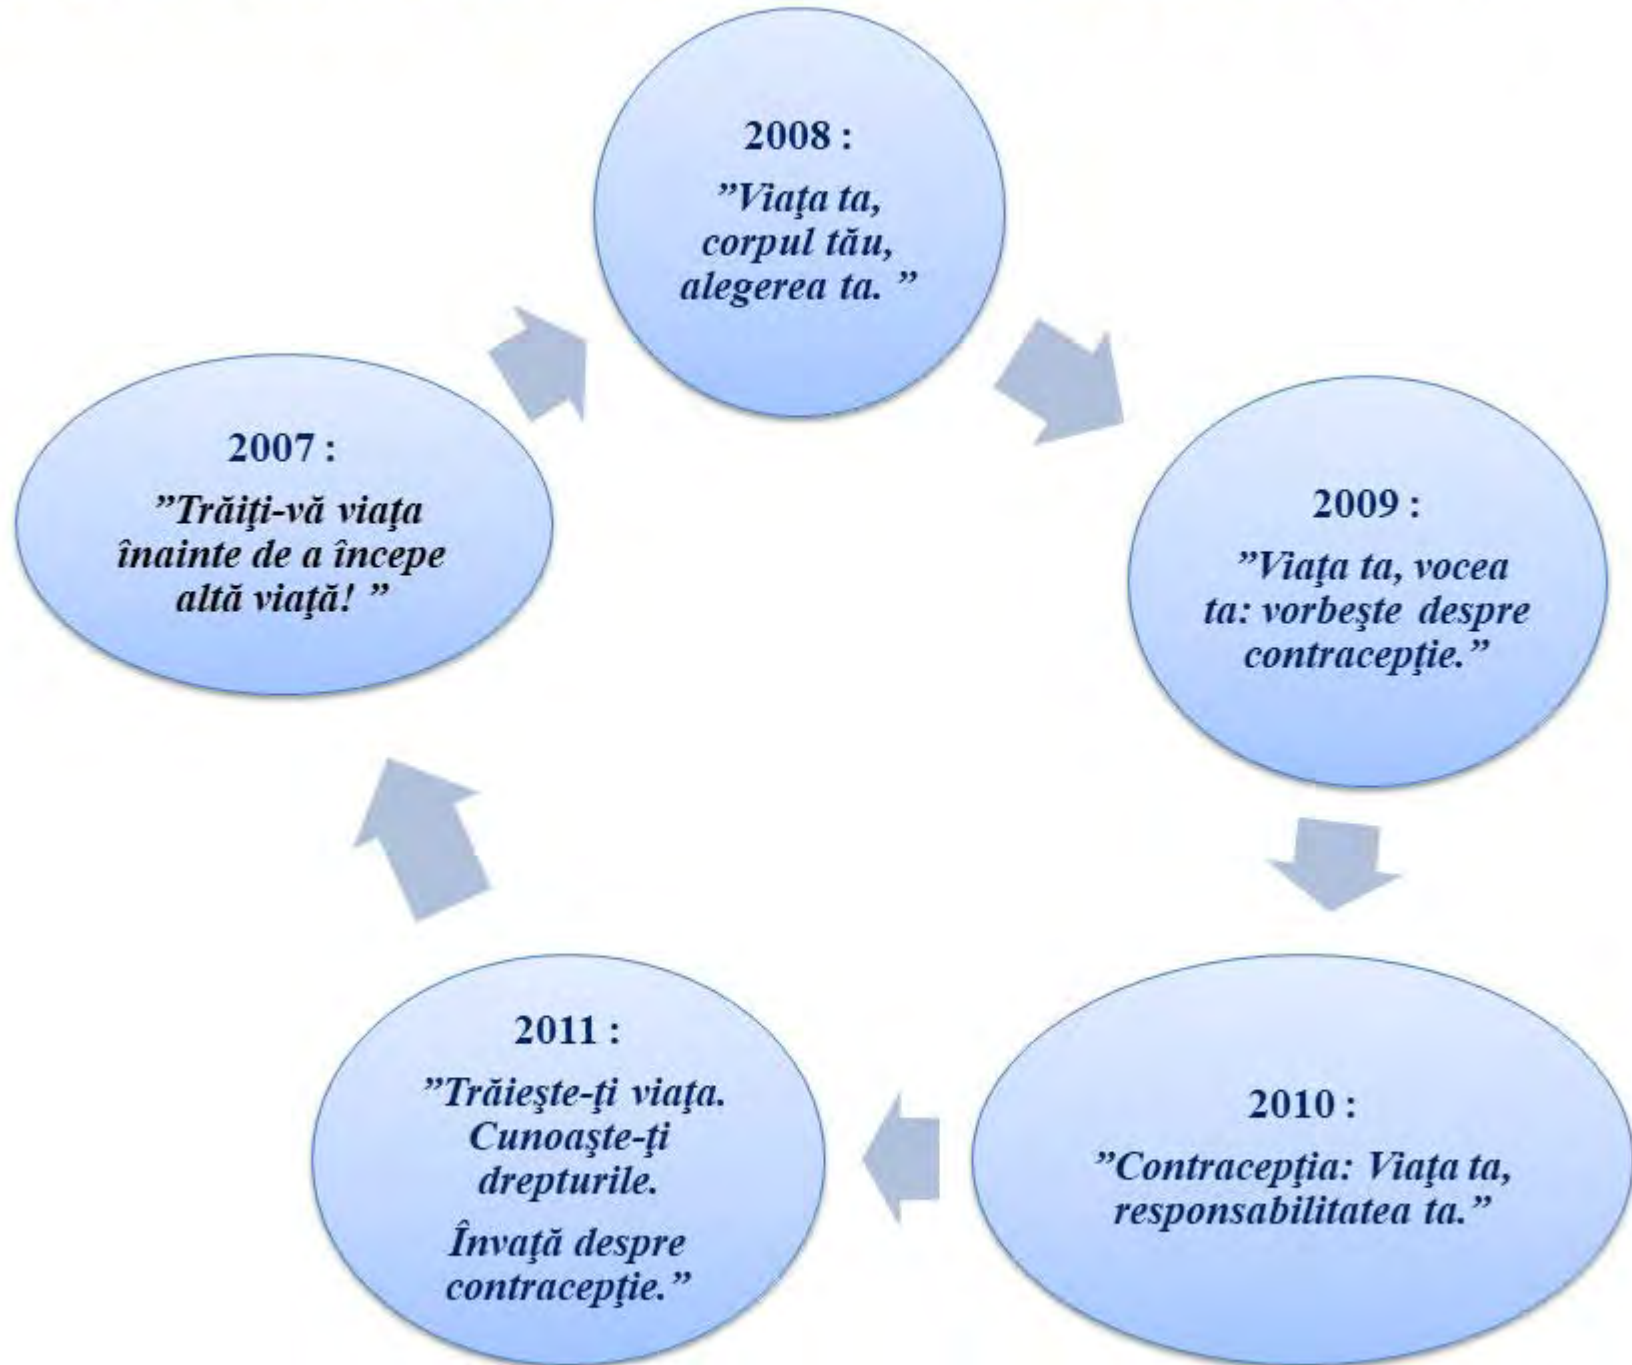 2008 :
”Viaţa ta,
corpul tău,
alegerea ta. ”
2007 :
”Trăiţi-vă viaţa
înainte de a începe
altă viaţă! ”
2009 :
”Viaţa ta, vocea
ta: vorbeşte despre
contracepţie.”
2011 :
”Trăieşte-ţi viaţa.
Cunoaşte-ţi
drepturile.
Învaţă despre
contracepţie.”
2010 :
”Contracepţia: Viaţa ta,
responsabilitatea ta.”